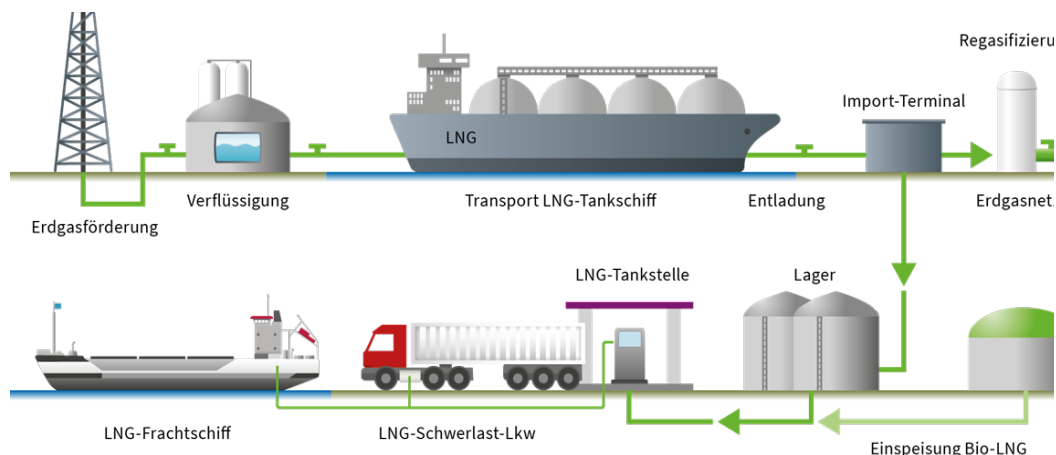 Regasifizieru
Import-Terminal
LNG
Verflüssigung
Transport LNG-Tankschiff
Entladung
Erdgasnetz
Erdgasförderung
LNG-Tankstelle
Lager
LNG-Frachtschiff
LNG-Schwerlast-Lkw
Einspeisung Bio-LNG